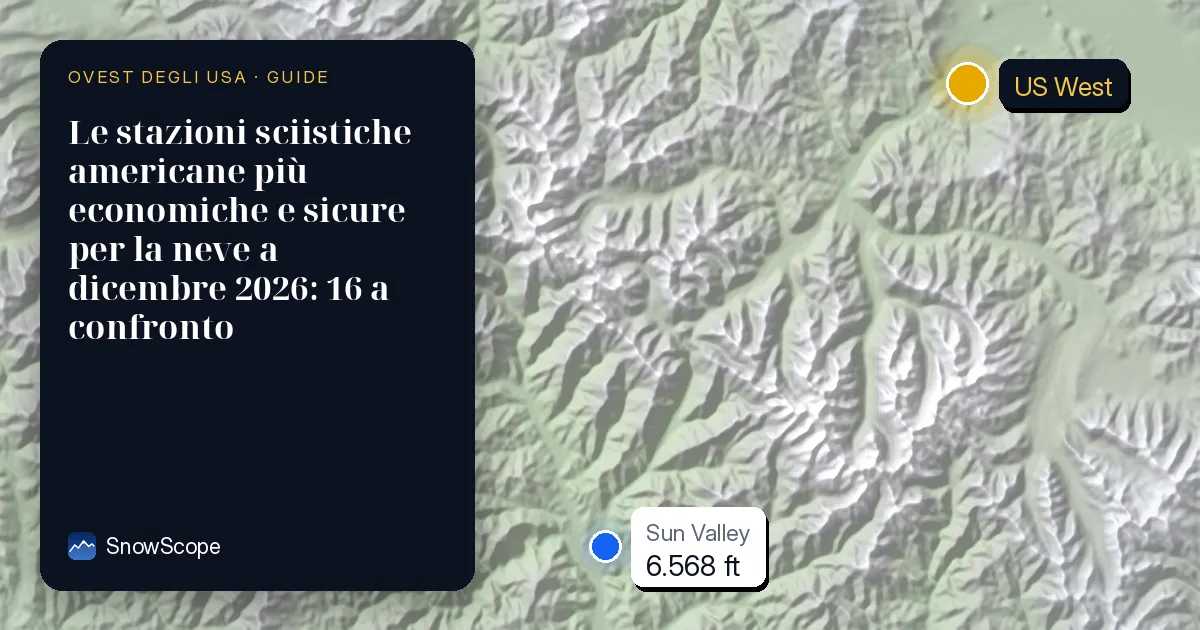 OVEST DEGLI USA · GUIDE
Le stazioni sciistiche
americane più
economiche e sicure
per la neve a
dicembre 2026: 16 a
confronto
SnowScope
US West
Sun Valley
6.568 ft